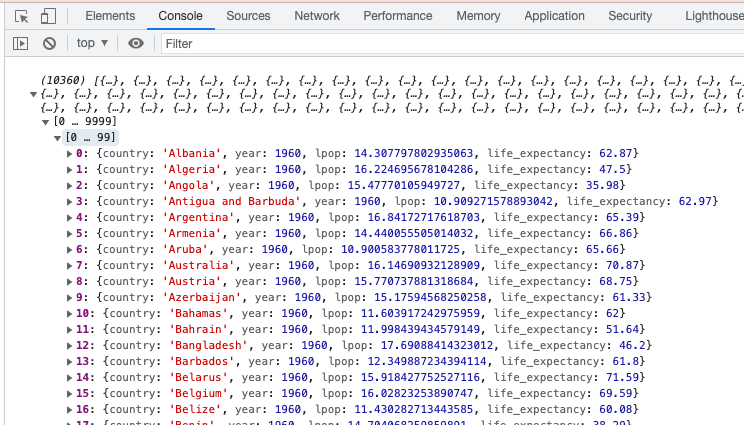 Elements Console Sources Network Performance Memory Application Security Lighthouse
top Filter
(10360) [{…}, {…}, {…}, {…}, {…}, {…}, {…}, {…}, {…}, {…}, {…}, {…}, {…}, {…}, {…}, {…}, {…}, {…}, {…}, {…
{…}, {…}, {…}, {…}, {…}, {…}, {…}, {…}, {…}, {…}, {…}, {…}, {…}, {…}, {…}, {…}, {…}, {…}, {…}, {…}, {…}, {…
{…}, {…}, {…}, {…}, {…}, {…}, {…}, {…}, {…}, {…}, {…}, {…}, {…}, {…}, {…}, {…}, {…}, {…}, {…}, {…}, {…}, {…
[0 … 9999]
[0 … 99]
0: {country: 'Albania', year: 1960, lpop: 14.307797802935063, life_expectancy: 62.87}
1: {country: 'Algeria', year: 1960, lpop: 16.224695678104286, life_expectancy: 47.5}
2: {country: 'Angola', year: 1960, lpop: 15.47770105949727, life_expectancy: 35.98}
3: {country: 'Antigua and Barbuda', year: 1960, lpop: 10.909271578893042, life_expectancy: 62.97}
4: {country: 'Argentina', year: 1960, lpop: 16.84172717618703, life_expectancy: 65.39}
5: {country: 'Armenia', year: 1960, lpop: 14.440055505014032, life_expectancy: 66.86}
6: {country: 'Aruba', year: 1960, lpop: 10.900583778011725, life_expectancy: 65.66}
7: {country: 'Australia', year: 1960, lpop: 16.14690932128909, life_expectancy: 70.87}
8: {country: 'Austria', year: 1960, lpop: 15.770737881318684, life_expectancy: 68.75}
9: {country: 'Azerbaijan', year: 1960, lpop: 15.17594568250258, life_expectancy: 61.33}
10: {country: 'Bahamas', year: 1960, lpop: 11.603917242975959, life_expectancy: 62}
11: {country: 'Bahrain', year: 1960, lpop: 11.998439434579149, life_expectancy: 51.64}
12: {country: 'Bangladesh', year: 1960, lpop: 17.69088414323012, life_expectancy: 46.2}
13: {country: 'Barbados', year: 1960, lpop: 12.349887234394114, life_expectancy: 61.8}
14: {country: 'Belarus', year: 1960, lpop: 15.918427752527116, life_expectancy: 71.59}
15: {country: 'Belgium', year: 1960, lpop: 16.02823253890747, life_expectancy: 69.59}
16: {country: 'Belize', year: 1960, lpop: 11.430282713443585, life_expectancy: 60.08}
17: {country: 'Benin', year: 1960, lpop: 14.704068259859891, life_expectancy: 38.29}